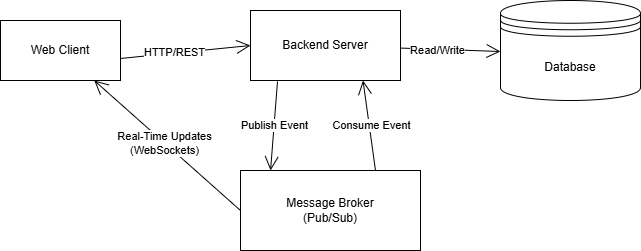 Web Client
HTTP/REST
Backend Server
Read/Write
Database
Publish Event
Consume Event
Real-Time Updates
(WebSockets)
Message Broker
(Pub/Sub)